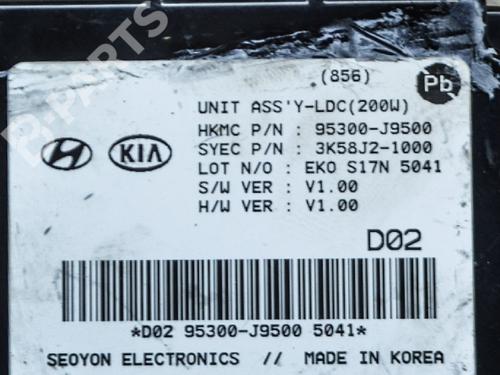 (856)
Pb
UNIT ASS'Y-LDC(200W)
HKMC P/N : 95300-J9500
SYEC P/N : 3K58J2-1000
LOT N/O : EKO S17N 5041
S/W VER : V1.00
H/W VER : V1.00
KIA
D02
*D02 95300-J9500 5041*
SEOYON ELECTRONICS // MADE IN KOREA
B-PARTS